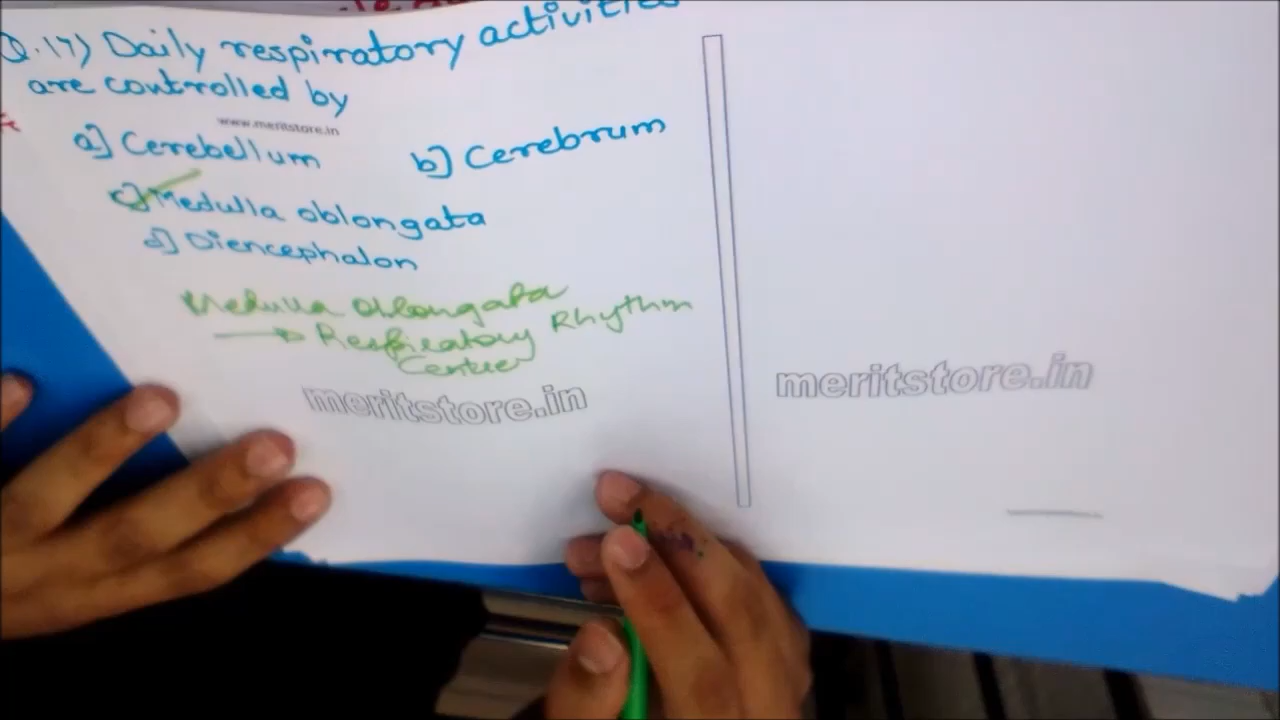 Q.17) Daily respiratory activities
are controlled by
www.meritstore.in
a] Cerebellum b] Cerebrum
c] Medulla oblongata
d] Diencephalon
Medulla Oblongata
→ Respiratory Rhythm
Centre
meritstore.in
meritstore.in